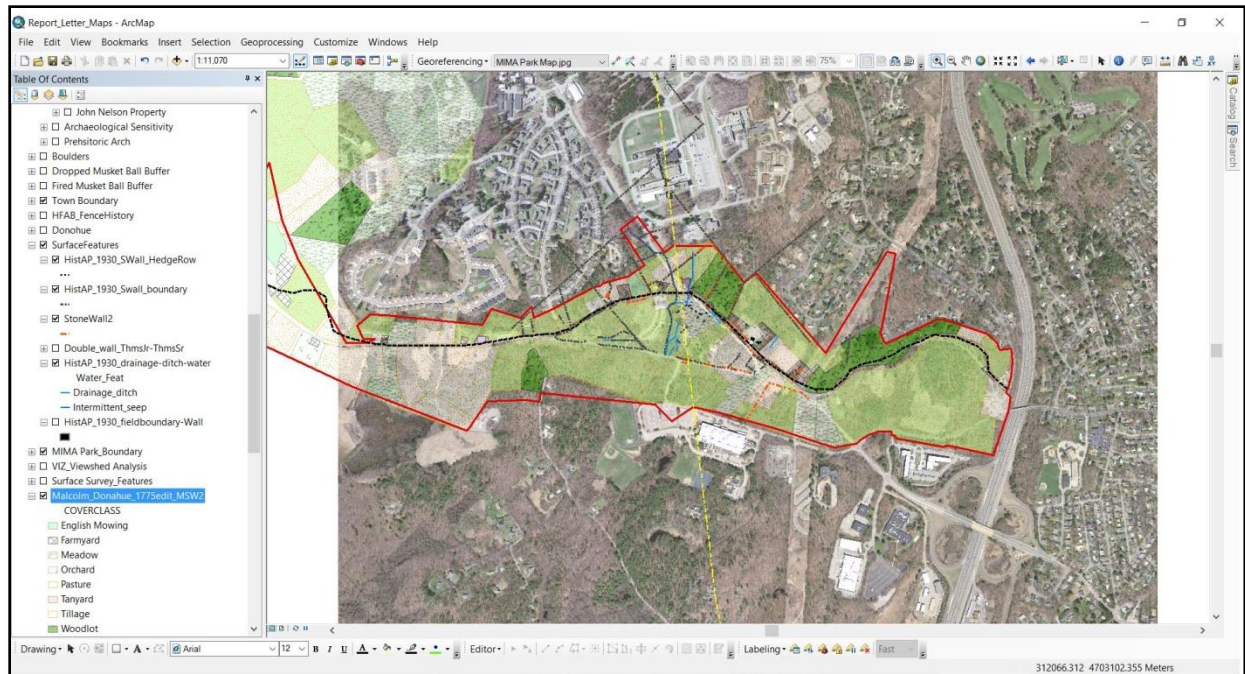 Report_Letter_Maps - ArcMap
File Edit View Bookmarks Insert Selection Geoprocessing Customize Windows Help
1:11,070
Georeferencing
MIMA Park Map.jpg
75%
Table Of Contents
John Nelson Property
Archaeological Sensitivity
Prehsitoric Arch
Boulders
Dropped Musket Ball Buffer
Fired Musket Ball Buffer
Town Boundary
HFAB_FenceHistory
Donohue
SurfaceFeatures
HistAP_1930_SWall_HedgeRow
HistAP_1930_Swall_boundary
StoneWall2
Double_wall_ThmsJr-ThmsSr
HistAP_1930_drainage-ditch-water
Water_Feat
Drainage_ditch
Intermittent_seep
HistAP_1930_fieldboundary-Wall
MIMA Park_Boundary
VIZ_Viewshed Analysis
Surface Survey_Features
Malcolm_Donahue_1775edit_MSW2
COVERCLASS
English Mowing
Farmyard
Meadow
Orchard
Pasture
Tanyard
Tillage
Woodlot
Catalog
Search
Drawing
Arial
12
B I U A
Editor
Labeling
Fast
312066.312 4703102.355 Meters